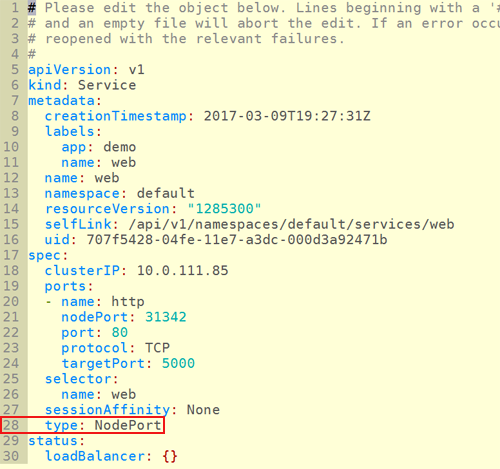 1 # Please edit the object below. Lines beginning with a '#
2 # and an empty file will abort the edit. If an error occu
3 # reopened with the relevant failures.
4 #
5 apiVersion: v1
6 kind: Service
7 metadata:
8   creationTimestamp: 2017-03-09T19:27:31Z
9   labels:
10     app: demo
11     name: web
12   name: web
13   namespace: default
14   resourceVersion: "1285300"
15   selfLink: /api/v1/namespaces/default/services/web
16   uid: 707f5428-04fe-11e7-a3dc-000d3a92471b
17 spec:
18   clusterIP: 10.0.111.85
19   ports:
20   - name: http
21     nodePort: 31342
22     port: 80
23     protocol: TCP
24     targetPort: 5000
25   selector:
26     name: web
27   sessionAffinity: None
28   type: NodePort
29 status:
30   loadBalancer: {}